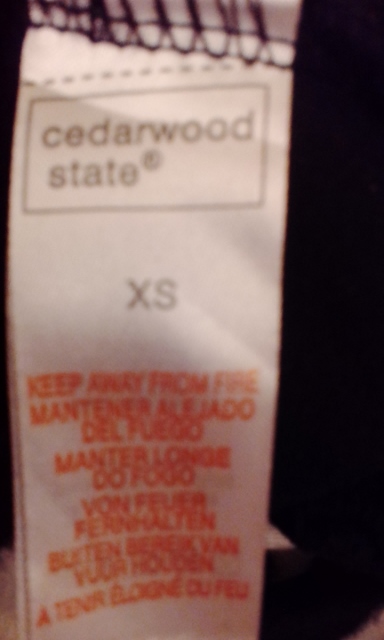 cedarwood
state®
XS
KEEP AWAY FROM FIRE
MANTENER ALEJADO
DEL FUEGO
MANTER LONGE
DO FOGO
VON FEUER
FERNHALTEN
BUITEN BEREIK VAN
VUUR HOUDEN
À TENIR ÉLOIGNÉ DU FEU